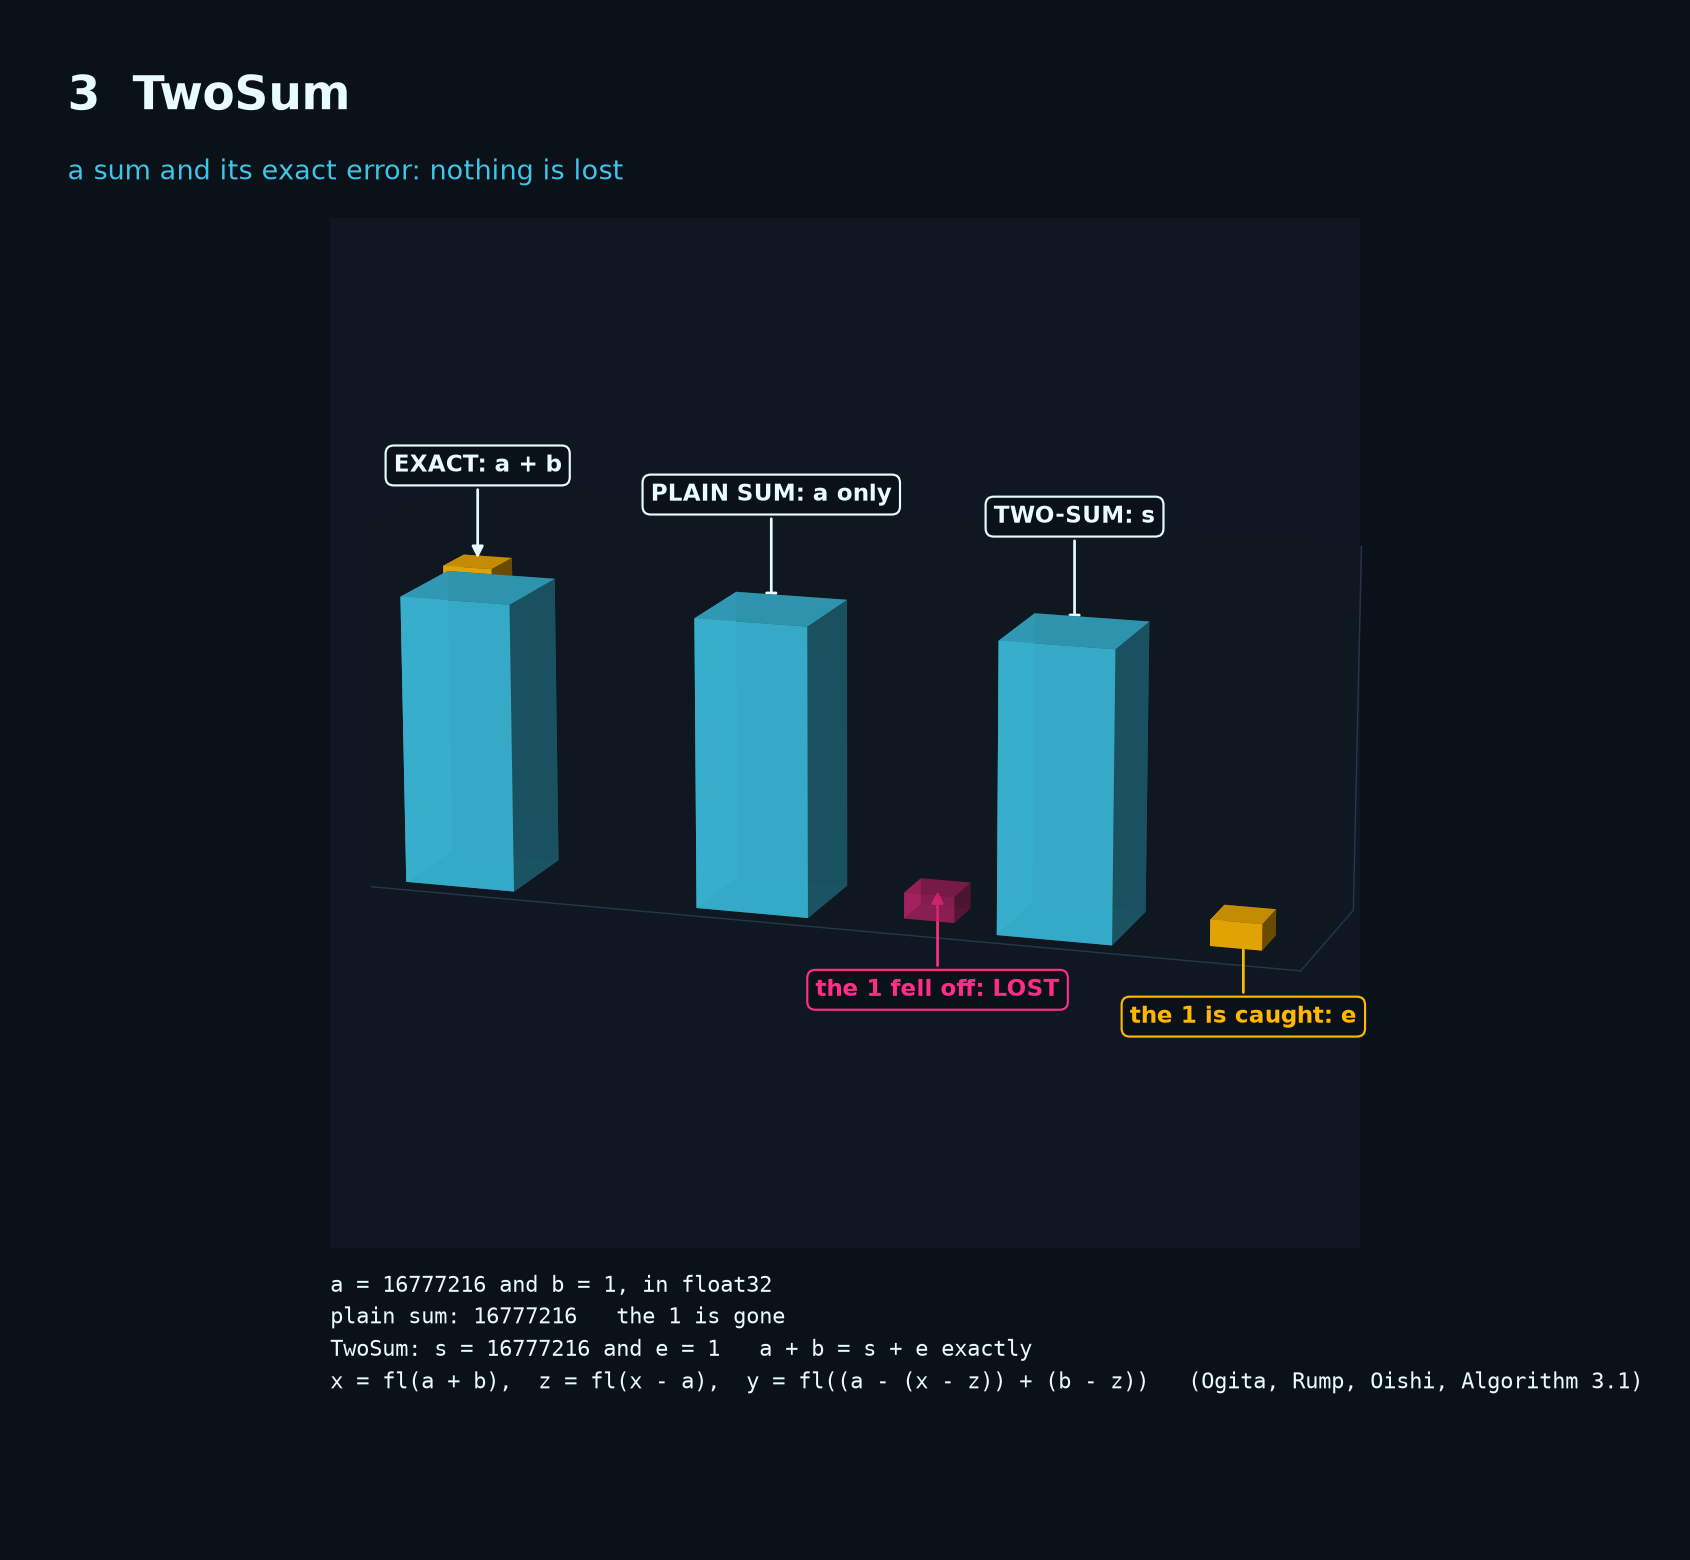 3 TwoSum
a sum and its exact error: nothing is lost
EXACT: a + b
PLAIN SUM: a only
TWO-SUM: s
the 1 fell off: LOST
the 1 is caught: e
a = 16777216 and b = 1, in float32
plain sum: 16777216   the 1 is gone
TwoSum: s = 16777216 and e = 1   a + b = s + e exactly
x = fl(a + b),  z = fl(x - a),  y = fl((a - (x - z)) + (b - z))   (Ogita, Rump, Oishi, Algorithm 3.1)